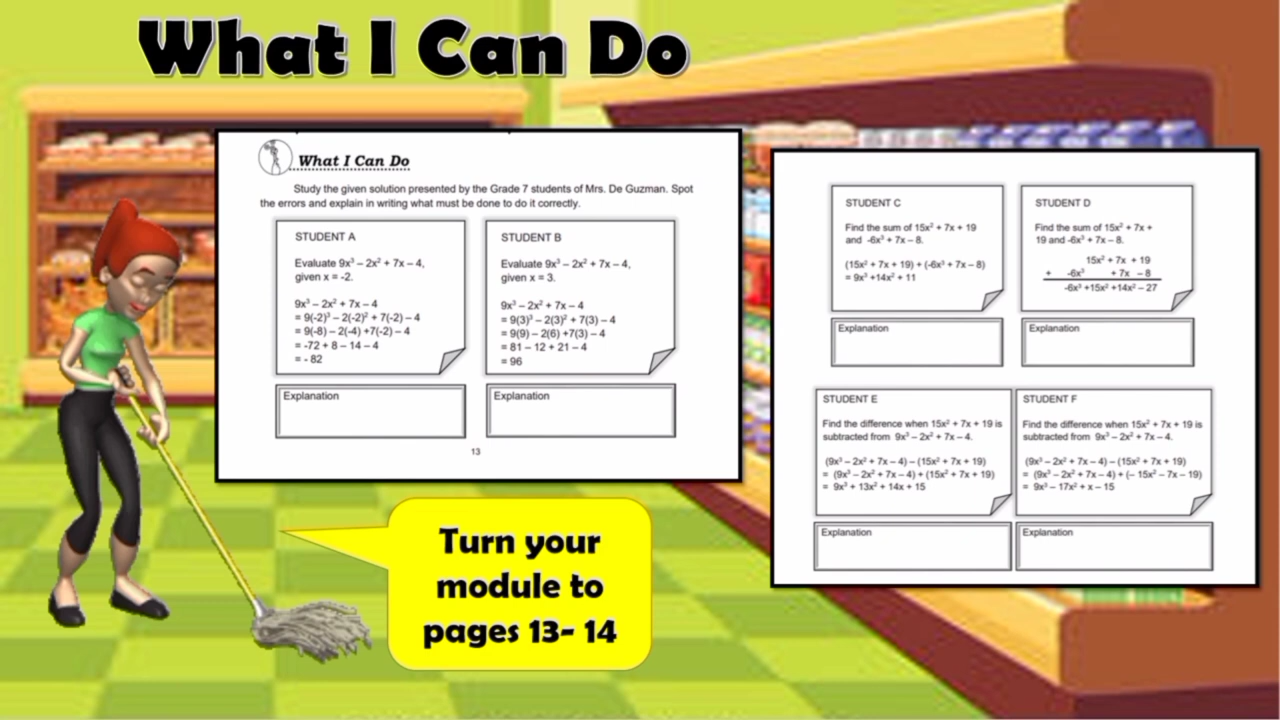 What I Can Do
What I Can Do
Study the given solution presented by the Grade 7 students of Mrs. De Guzman. Spot
the errors and explain in writing what must be done to do it correctly.
STUDENT A
Evaluate 9x³ – 2x² + 7x – 4,
given x = -2.
9x³ – 2x² + 7x – 4
= 9(-2)³ – 2(-2)² + 7(-2) – 4
= 9(-8) – 2(-4) +7(-2) – 4
= -72 + 8 – 14 – 4
= - 82
Explanation
STUDENT B
Evaluate 9x³ – 2x² + 7x – 4,
given x = 3.
9x³ – 2x² + 7x – 4
= 9(3)³ – 2(3)² + 7(3) – 4
= 9(9) – 2(6) +7(3) – 4
= 81 – 12 + 21 – 4
= 96
Explanation
13
STUDENT C
Find the sum of 15x² + 7x + 19
and -6x³ + 7x – 8.
(15x² + 7x + 19) + (-6x³ + 7x – 8)
= 9x³ +14x² + 11
Explanation
STUDENT D
Find the sum of 15x² + 7x +
19 and -6x³ + 7x – 8.
15x² + 7x + 19
+ -6x³ + 7x – 8
-6x³ +15x² +14x² – 27
Explanation
STUDENT E
Find the difference when 15x² + 7x + 19 is
subtracted from 9x³ – 2x² + 7x – 4.
(9x³ – 2x² + 7x – 4) – (15x² + 7x + 19)
= (9x³ – 2x² + 7x – 4) + (15x² + 7x + 19)
= 9x³ + 13x² + 14x + 15
Explanation
STUDENT F
Find the difference when 15x² + 7x + 19 is
subtracted from 9x³ – 2x² + 7x – 4.
(9x³ – 2x² + 7x – 4) – (15x² + 7x + 19)
= (9x³ – 2x² + 7x – 4) + (– 15x² – 7x – 19)
= 9x³ – 17x² + x – 15
Explanation
Turn your
module to
pages 13- 14